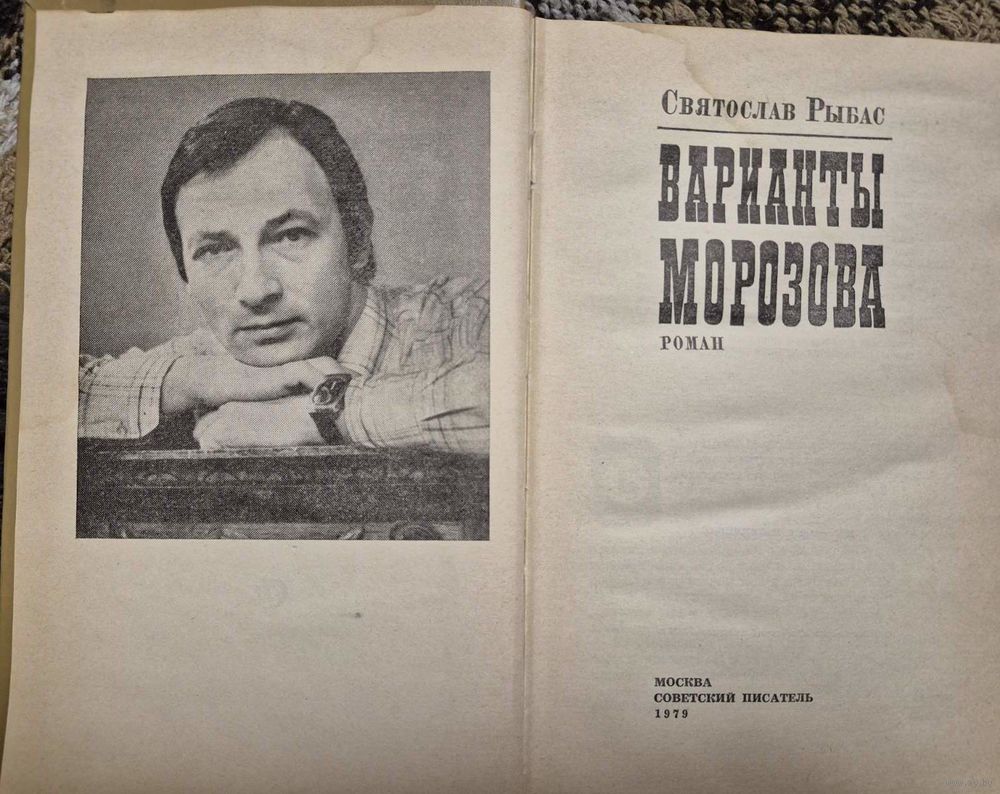 Святослав Рыбас
ВАРИАНТЫ
МОРОЗОВА
РОМАН
МОСКВА
СОВЕТСКИЙ ПИСАТЕЛЬ
1979